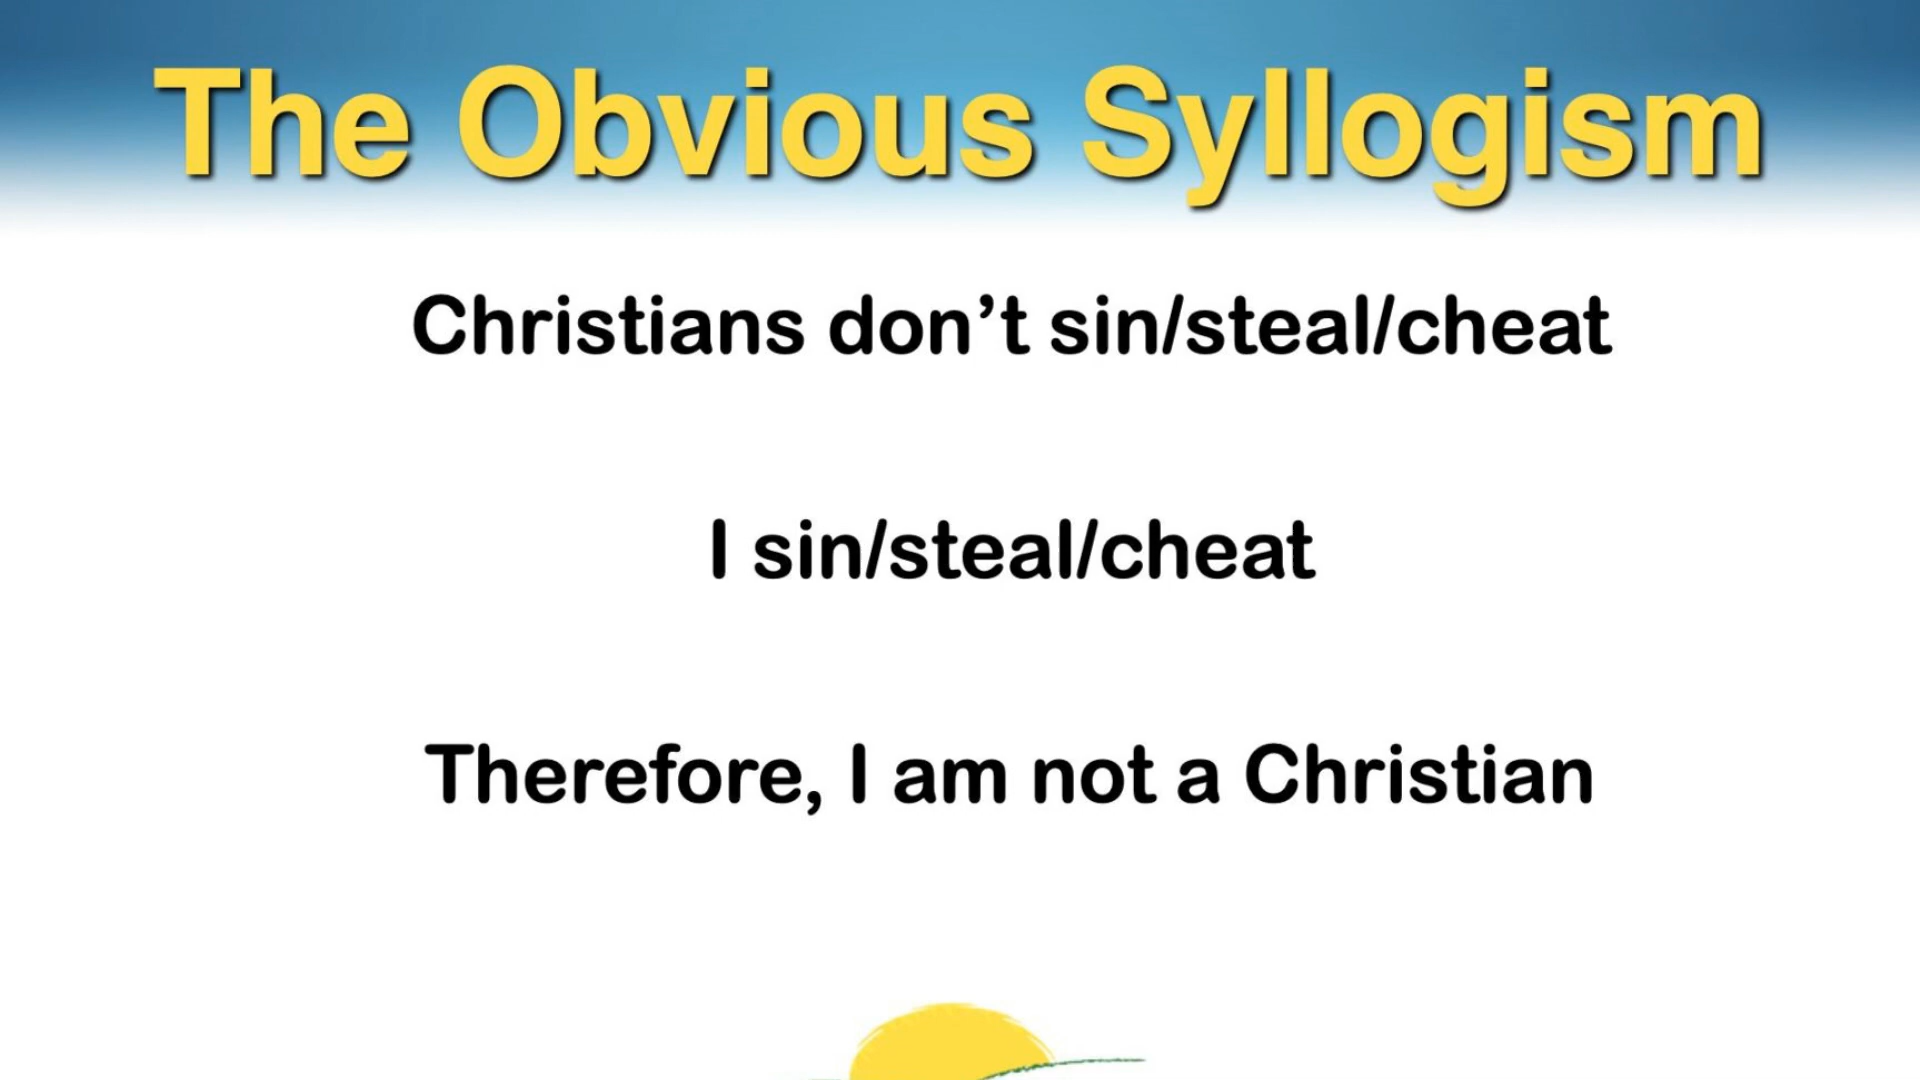 The Obvious Syllogism
Christians don’t sin/steal/cheat
I sin/steal/cheat
Therefore, I am not a Christian